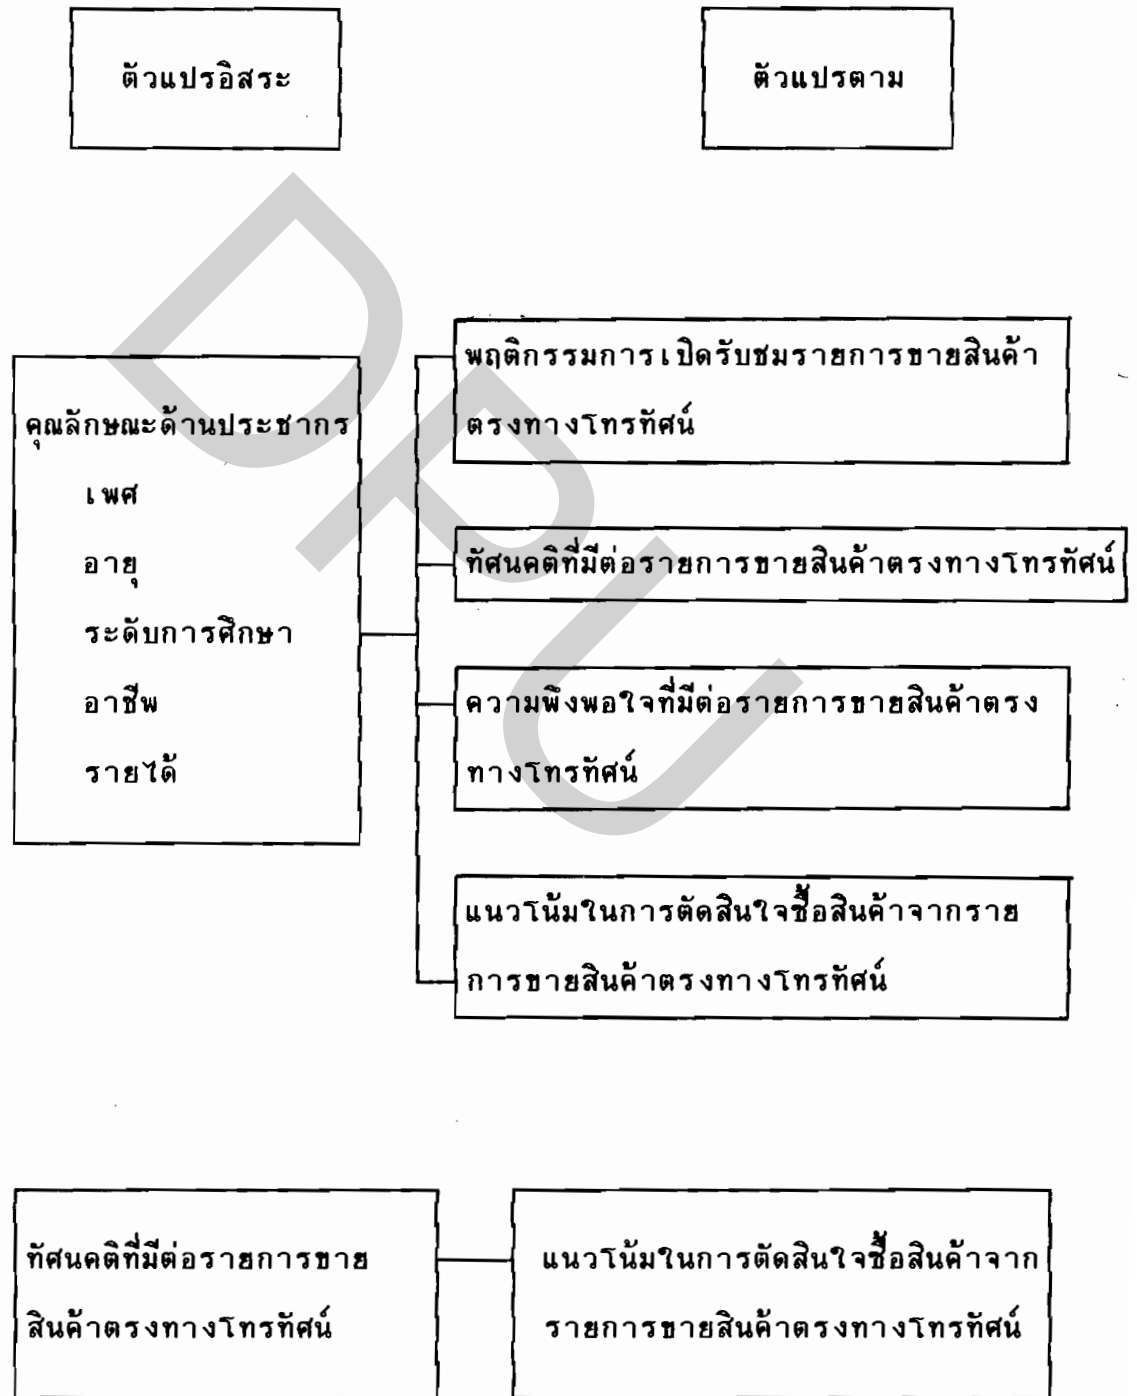 ตัวแปรอิสระ
ตัวแปรตาม
คุณลักษณะด้านประชากร
เพศ
อายุ
ระดับการศึกษา
อาชีพ
รายได้
พฤติกรรมการเปิดรับชมรายการขายสินค้า
ตรงทางโทรทัศน์
ทัศนคติที่มีต่อรายการขายสินค้าตรงทางโทรทัศน์
ความพึงพอใจที่มีต่อรายการขายสินค้าตรง
ทางโทรทัศน์
แนวโน้มในการตัดสินใจซื้อสินค้าจากราย
การขายสินค้าตรงทางโทรทัศน์
ทัศนคติที่มีต่อรายการขาย
สินค้าตรงทางโทรทัศน์
แนวโน้มในการตัดสินใจซื้อสินค้าจาก
รายการขายสินค้าตรงทางโทรทัศน์
DPU